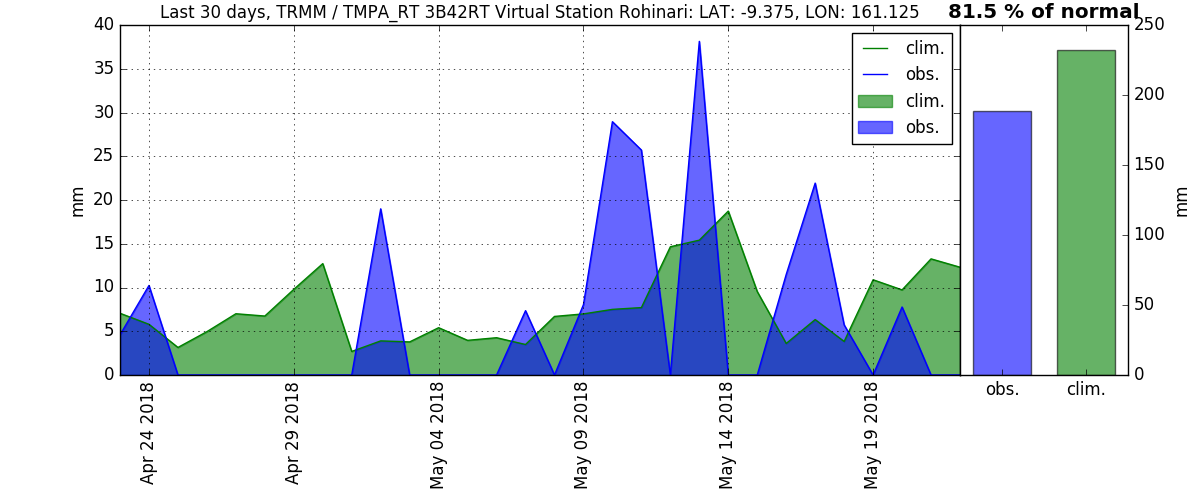 Last 30 days, TRMM / TMPA_RT 3B42RT Virtual Station Rohinari: LAT: -9.375, LON: 161.125
81.5 % of normal
40
35
30
25
20
15
10
5
0
mm
clim.
obs.
clim.
obs.
250
200
150
100
50
0
mm
Apr 24 2018
Apr 29 2018
May 04 2018
May 09 2018
May 14 2018
May 19 2018
obs.
clim.